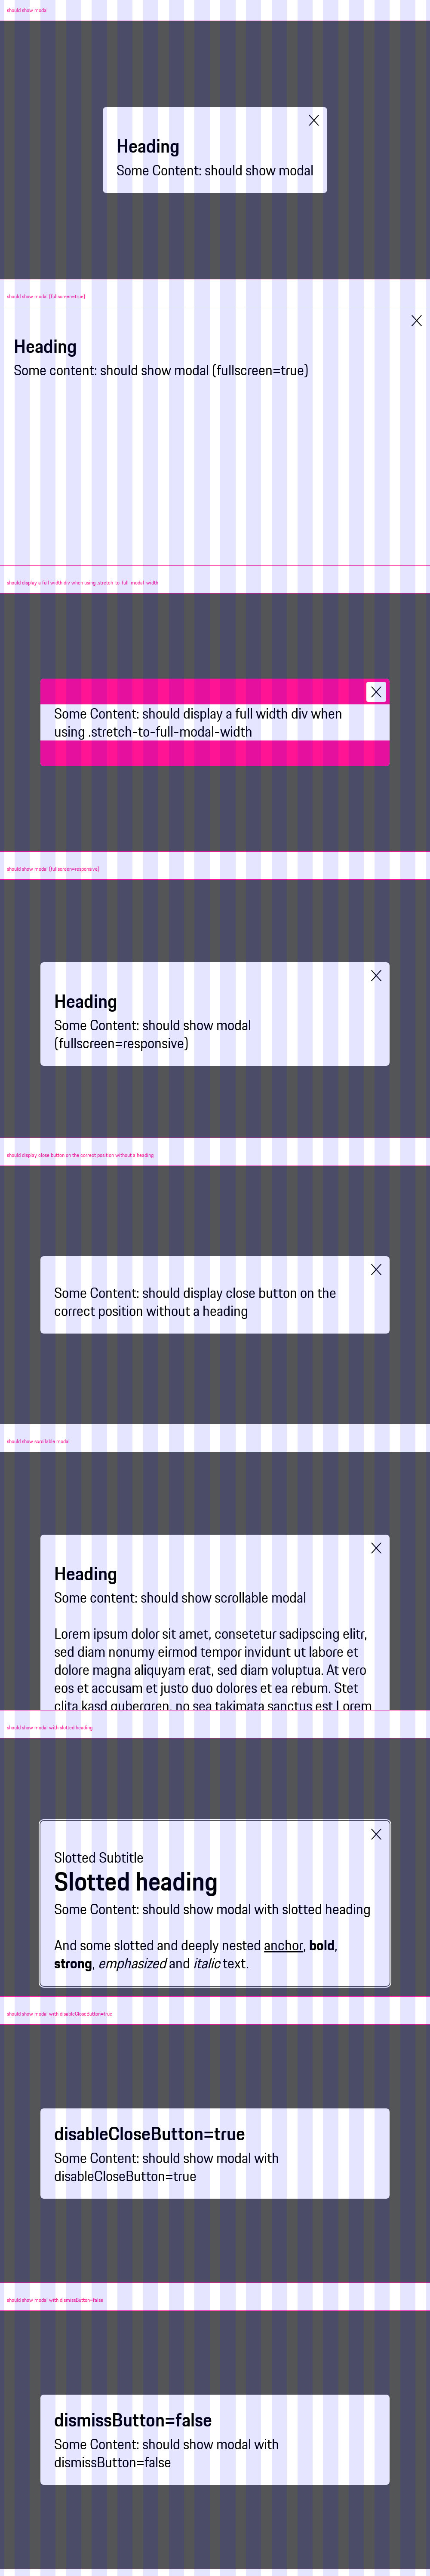 should show modal
Heading
Some Content: should show modal
should show modal (fullscreen=true)
Heading
Some content: should show modal (fullscreen=true)
should display a full width div when using .stretch-to-full-modal-width
Some Content: should display a full width div when
using .stretch-to-full-modal-width
should show modal (fullscreen=responsive)
Heading
Some Content: should show modal
(fullscreen=responsive)
should display close button on the correct position without a heading
Some Content: should display close button on the
correct position without a heading
should show scrollable modal
Heading
Some content: should show scrollable modal
Lorem ipsum dolor sit amet, consetetur sadipscing elitr,
sed diam nonumy eirmod tempor invidunt ut labore et
dolore magna aliquyam erat, sed diam voluptua. At vero
eos et accusam et justo duo dolores et ea rebum. Stet
clita kasd gubergren, no sea takimata sanctus est Lorem
should show modal with slotted heading
Slotted Subtitle
Slotted heading
Some Content: should show modal with slotted heading
And some slotted and deeply nested anchor, bold,
strong, emphasized and italic text.
should show modal with disableCloseButton=true
disableCloseButton=true
Some Content: should show modal with
disableCloseButton=true
should show modal with dismissButton=false
dismissButton=false
Some Content: should show modal with
dismissButton=false